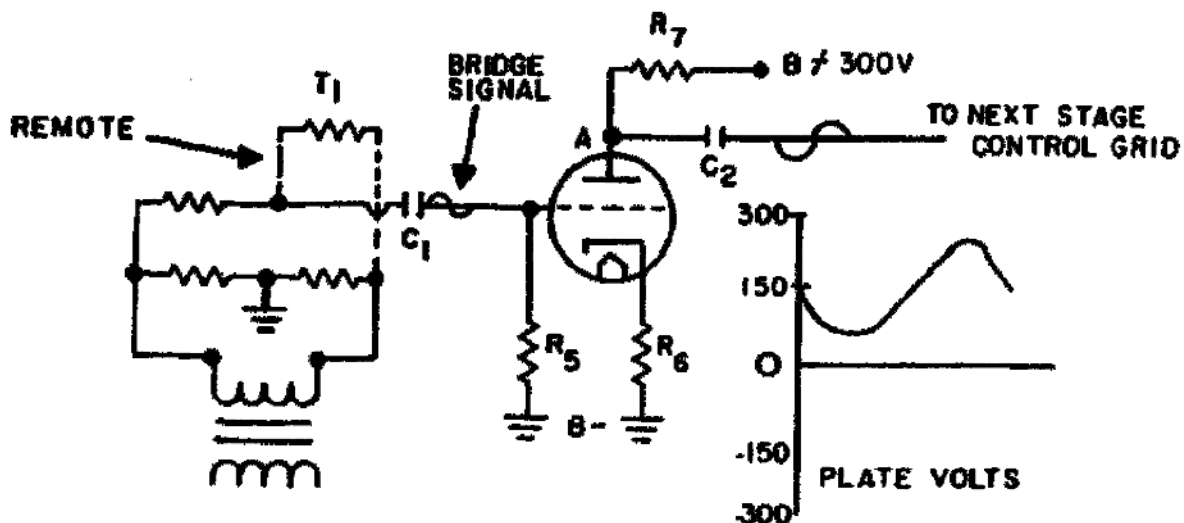 R7
B+ 300V
T1
BRIDGE
SIGNAL
REMOTE
A
C2
TO NEXT STAGE
CONTROL GRID
C1
R5
R6
B-
300
150
0
-150
-300
PLATE VOLTS